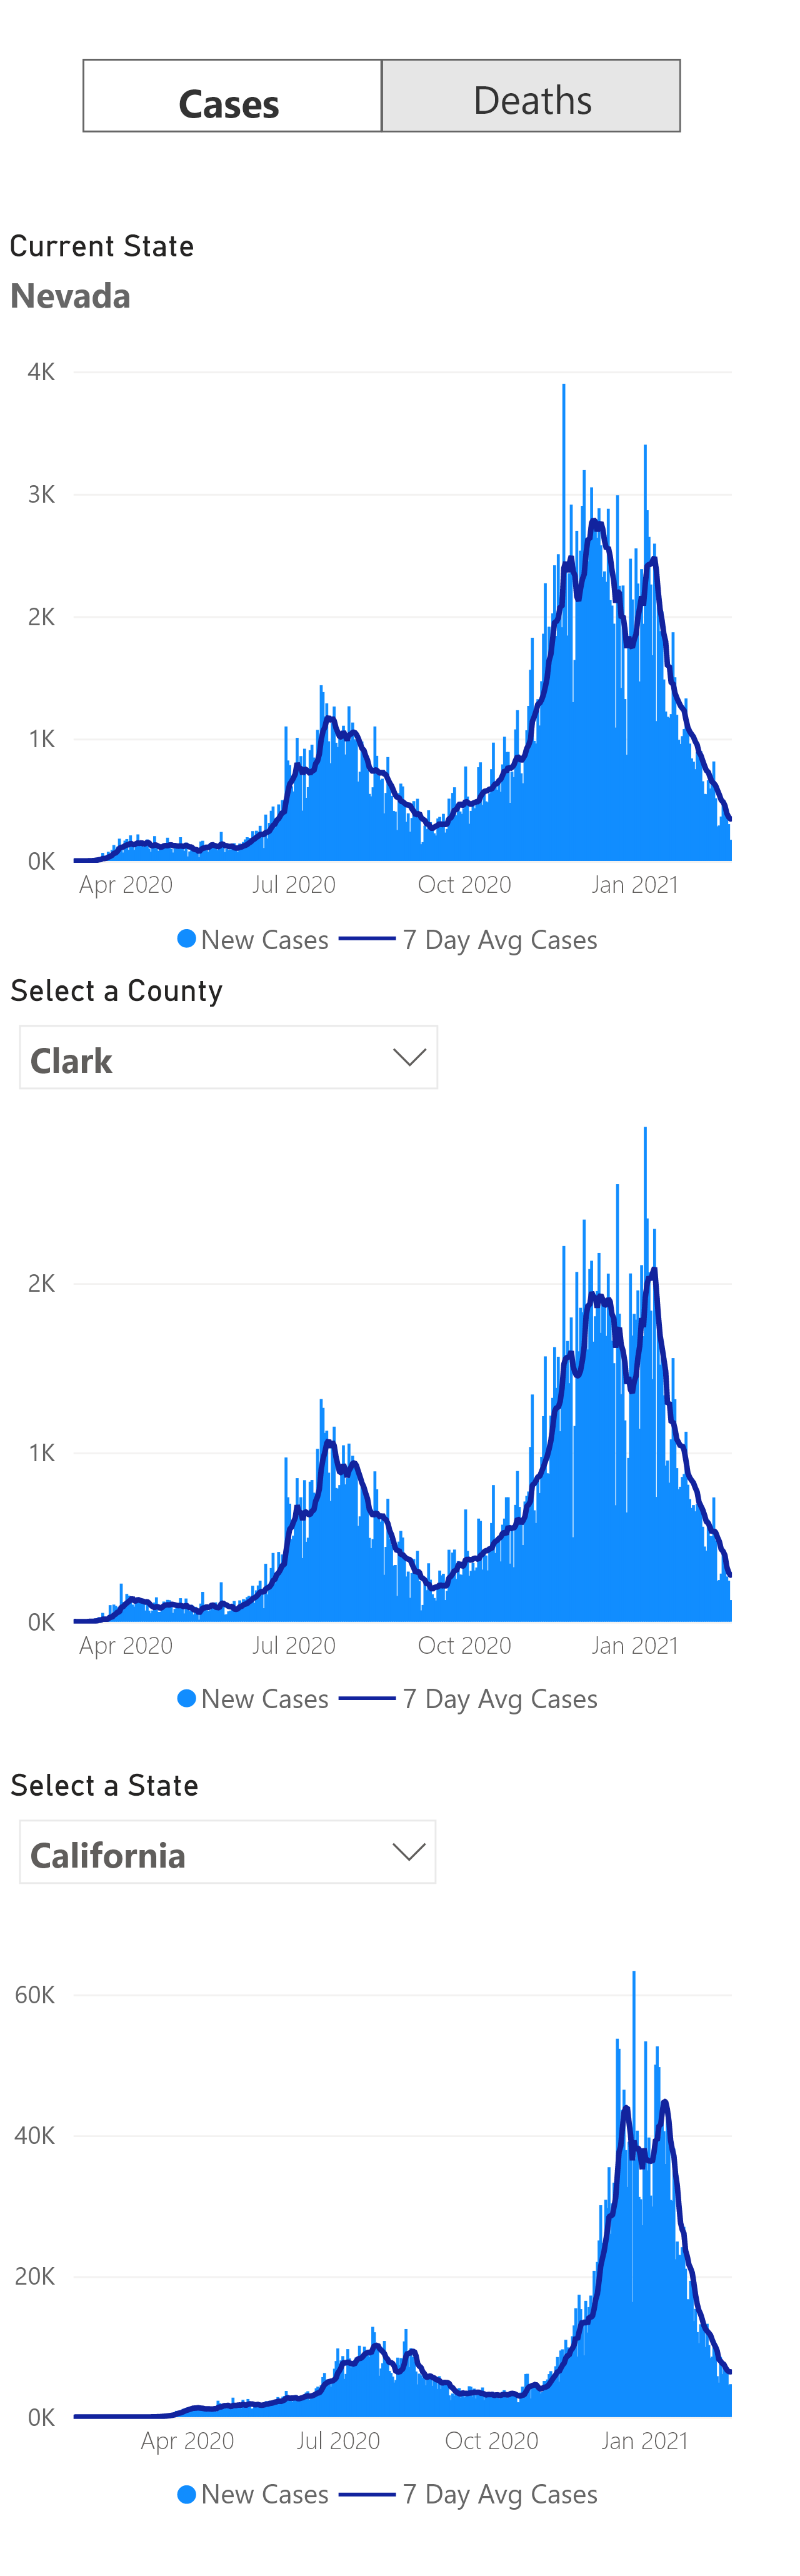 Cases Deaths
Current State
Nevada
4K
3K
2K
1K
0K
Apr 2020 Jul 2020 Oct 2020 Jan 2021
New Cases 7 Day Avg Cases
Select a County
Clark
2K
1K
0K
Apr 2020 Jul 2020 Oct 2020 Jan 2021
New Cases 7 Day Avg Cases
Select a State
California
60K
40K
20K
0K
Apr 2020 Jul 2020 Oct 2020 Jan 2021
New Cases 7 Day Avg Cases